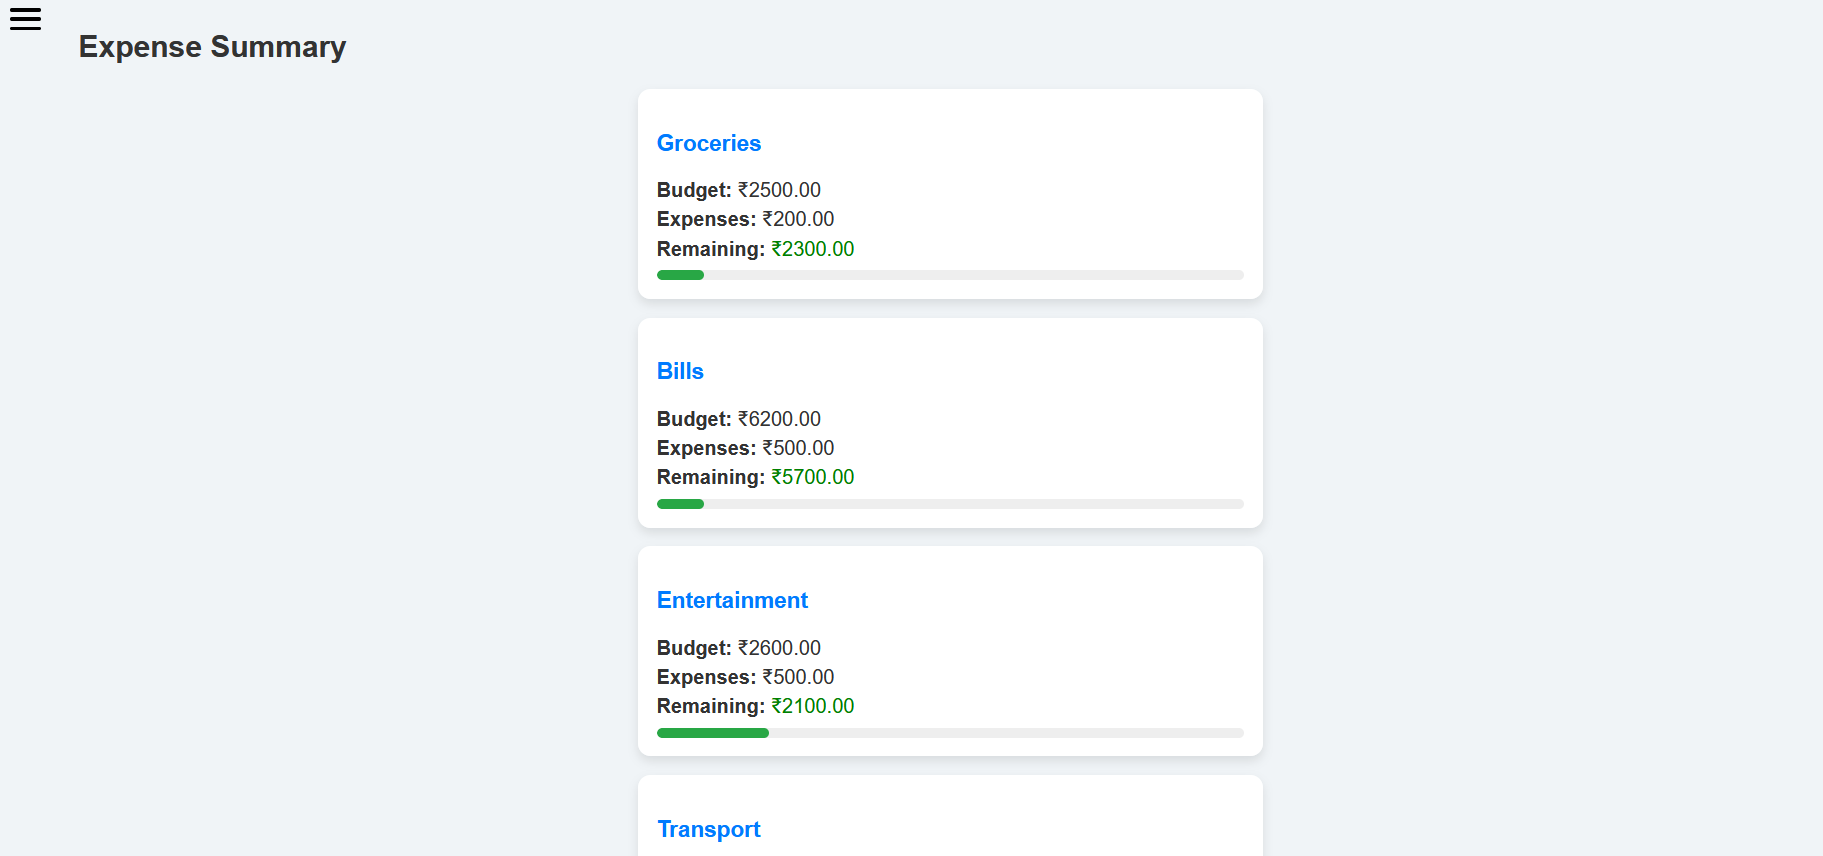 Expense Summary
Groceries
Budget: ₹2500.00
Expenses: ₹200.00
Remaining: ₹2300.00
Bills
Budget: ₹6200.00
Expenses: ₹500.00
Remaining: ₹5700.00
Entertainment
Budget: ₹2600.00
Expenses: ₹500.00
Remaining: ₹2100.00
Transport